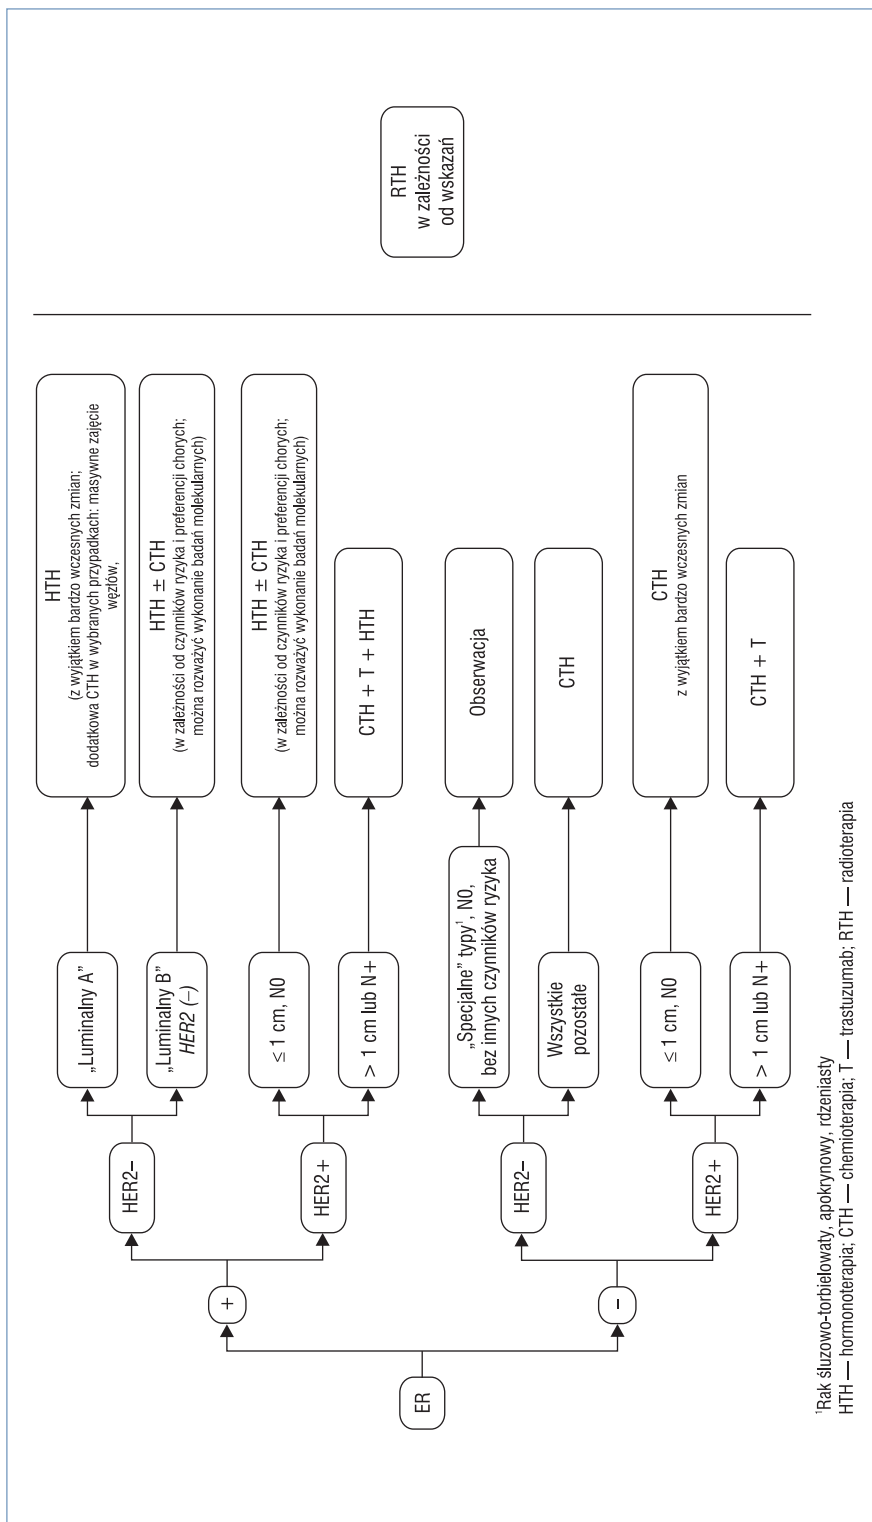 ER
+
–
HER2–
HER2+
HER2–
HER2+
„Luminalny A”
„Luminalny B”
HER2 (–)
≤ 1 cm, N0
> 1 cm lub N+
„Specjalne” typy¹, N0,
bez innych czynników ryzyka
Wszystkie
pozostałe
≤ 1 cm, N0
> 1 cm lub N+
HTH
(z wyjątkiem bardzo wczesnych zmian;
dodatkowa CTH w wybranych przypadkach: masywne zajęcie
węzłów,
HTH ± CTH
(w zależności od czynników ryzyka i preferencji chorych;
można rozważyć wykonanie badań molekularnych)
HTH ± CTH
(w zależności od czynników ryzyka i preferencji chorych;
można rozważyć wykonanie badań molekularnych)
CTH + T + HTH
Obserwacja
CTH
CTH
z wyjątkiem bardzo wczesnych zmian
CTH + T
RTH
w zależności
od wskazań
¹Rak śluzowo-torbielowaty, apokrynowy, rdzeniasty
HTH — hormonoterapia; CTH — chemioterapia; T — trastuzumab; RTH — radioterapia